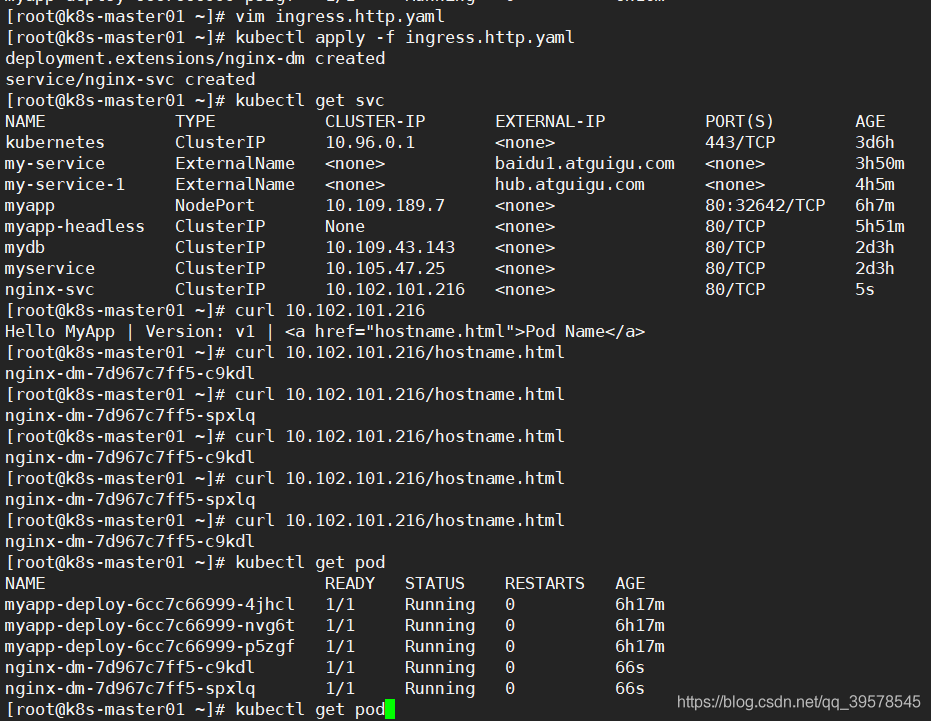 [root@k8s-master01 ~]# vim ingress.http.yaml
[root@k8s-master01 ~]# kubectl apply -f ingress.http.yaml
deployment.extensions/nginx-dm created
service/nginx-svc created
[root@k8s-master01 ~]# kubectl get svc
NAME TYPE CLUSTER-IP EXTERNAL-IP PORT(S) AGE
kubernetes ClusterIP 10.96.0.1 <none> 443/TCP 3d6h
my-service ExternalName <none> baidu1.atguigu.com <none> 3h50m
my-service-1 ExternalName <none> hub.atguigu.com <none> 4h5m
myapp NodePort 10.109.189.7 <none> 80:32642/TCP 6h7m
myapp-headless ClusterIP None <none> 80/TCP 5h51m
mydb ClusterIP 10.109.43.143 <none> 80/TCP 2d3h
myservice ClusterIP 10.105.47.25 <none> 80/TCP 2d3h
nginx-svc ClusterIP 10.102.101.216 <none> 80/TCP 5s
[root@k8s-master01 ~]# curl 10.102.101.216
Hello MyApp | Version: v1 | <a href="hostname.html">Pod Name</a>
[root@k8s-master01 ~]# curl 10.102.101.216/hostname.html
nginx-dm-7d967c7ff5-c9kdl
[root@k8s-master01 ~]# curl 10.102.101.216/hostname.html
nginx-dm-7d967c7ff5-spxlq
[root@k8s-master01 ~]# curl 10.102.101.216/hostname.html
nginx-dm-7d967c7ff5-c9kdl
[root@k8s-master01 ~]# curl 10.102.101.216/hostname.html
nginx-dm-7d967c7ff5-spxlq
[root@k8s-master01 ~]# curl 10.102.101.216/hostname.html
nginx-dm-7d967c7ff5-c9kdl
[root@k8s-master01 ~]# kubectl get pod
NAME READY STATUS RESTARTS AGE
myapp-deploy-6cc7c66999-4jhcl 1/1 Running 0 6h17m
myapp-deploy-6cc7c66999-nvg6t 1/1 Running 0 6h17m
myapp-deploy-6cc7c66999-p5zgf 1/1 Running 0 6h17m
nginx-dm-7d967c7ff5-c9kdl 1/1 Running 0 66s
nginx-dm-7d967c7ff5-spxlq 1/1 Running 0 66s
[root@k8s-master01 ~]# kubectl get pod
https://blog.csdn.net/qq_39578545